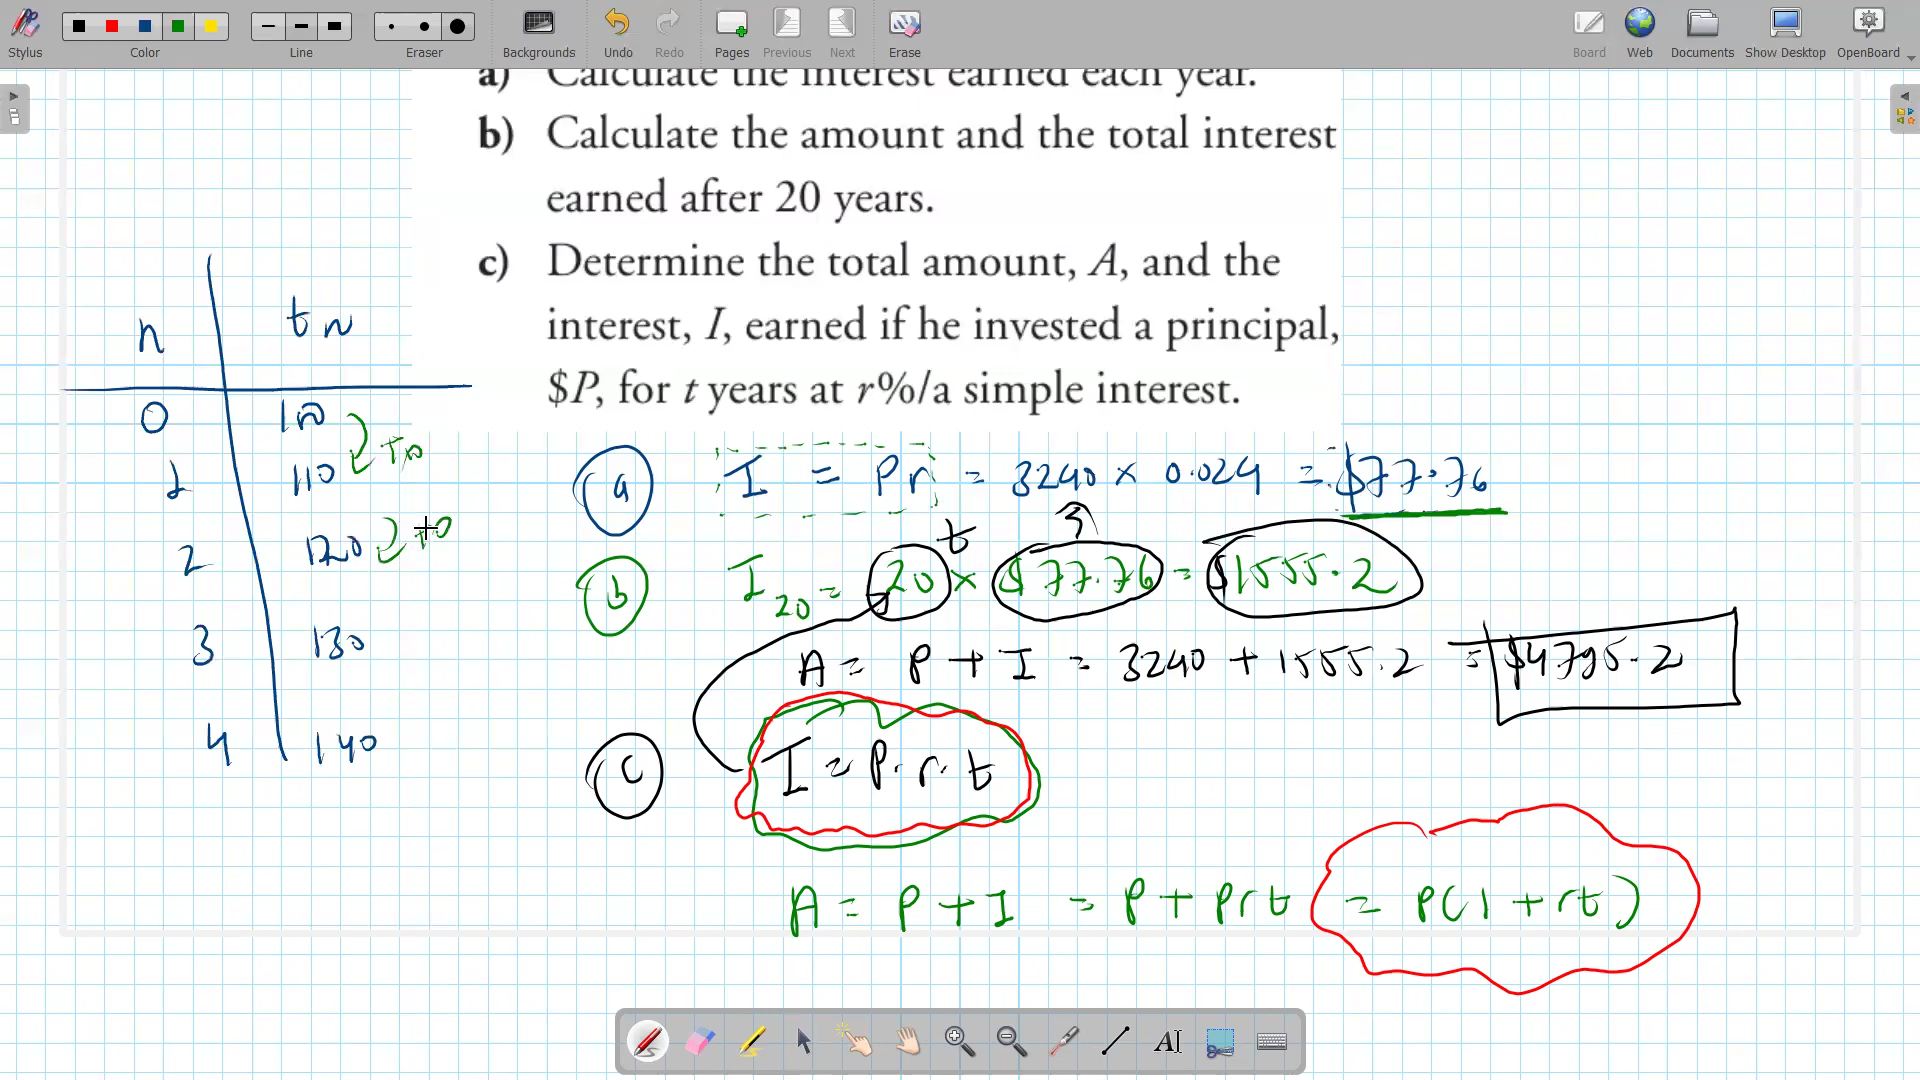 Stylus Color Line Eraser Backgrounds Undo Redo Pages Previous Next Erase Board Web Documents Show Desktop OpenBoard
a) Calculate the interest earned each year.
b) Calculate the amount and the total interest
earned after 20 years.
c) Determine the total amount, A, and the
interest, I, earned if he invested a principal,
$P, for t years at r%/a simple interest.
n tn
0 100
1 110
2 120
3 130
4 140
+10
+10
a I = Pr = 3240 × 0.024 = $77.76
t
b I20 = 20 × $77.76 = $1555.2
A = P + I = 3240 + 1555.2 = $4795.2
c I = P.r.t
A = P + I = P + Prt = P(1 + rt)